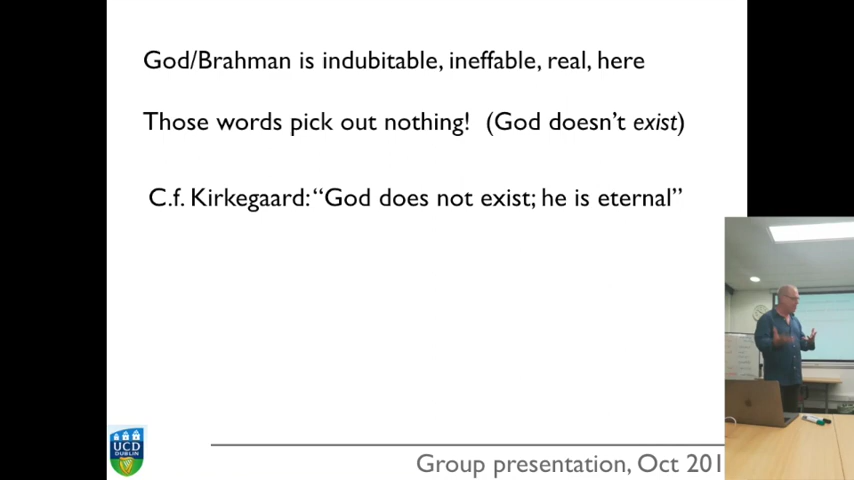 God/Brahman is indubitable, ineffable, real, here
Those words pick out nothing! (God doesn't exist)
C.f. Kirkegaard: “God does not exist; he is eternal”
UCD
DUBLIN
Group presentation, Oct 201